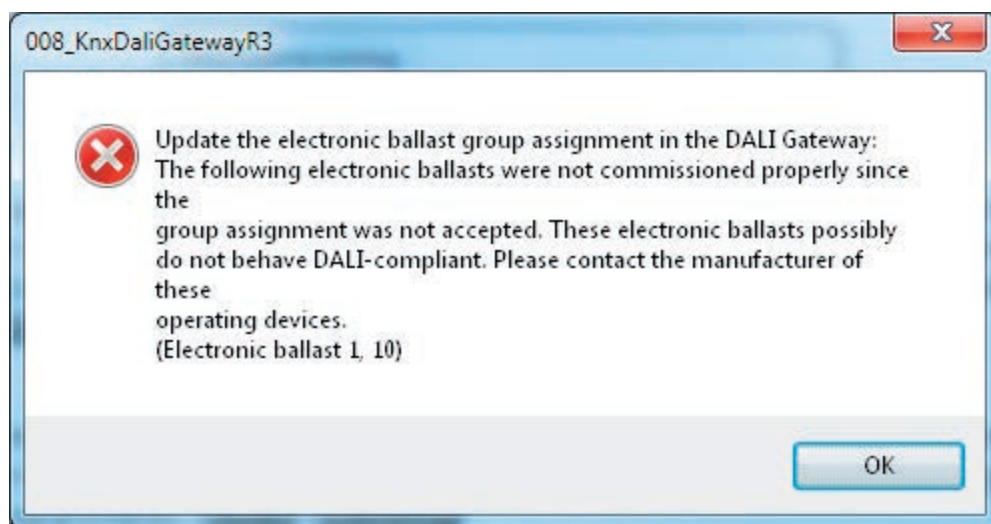 008_KnxDaliGatewayR3
Update the electronic ballast group assignment in the DALI Gateway:
The following electronic ballasts were not commissioned properly since
the
group assignment was not accepted. These electronic ballasts possibly
do not behave DALI-compliant. Please contact the manufacturer of
these
operating devices.
(Electronic ballast 1, 10)
OK